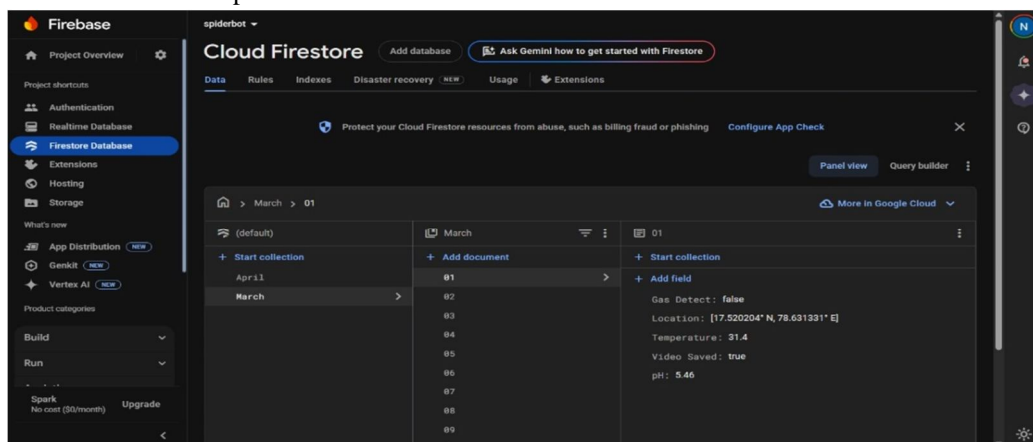 Firebase
Project Overview
Project shortcuts
Authentication
Realtime Database
Firestore Database
Extensions
Hosting
Storage
What's new
App Distribution NEW
Genkit NEW
Vertex AI NEW
Product categories
Build
Run
Spark
No cost ($0/month)
Upgrade
spiderbot
Cloud Firestore
Add database
Ask Gemini how to get started with Firestore
Data Rules Indexes Disaster recovery NEW Usage Extensions
Protect your Cloud Firestore resources from abuse, such as billing fraud or phishing Configure App Check
Panel view Query builder
March > 01
More in Google Cloud
(default)
+ Start collection
April
March
March
+ Add document
01
02
03
04
05
06
07
08
09
01
+ Start collection
+ Add field
Gas Detect: false
Location: [17.520204° N, 78.631331° E]
Temperature: 31.4
Video Saved: true
pH: 5.46
N